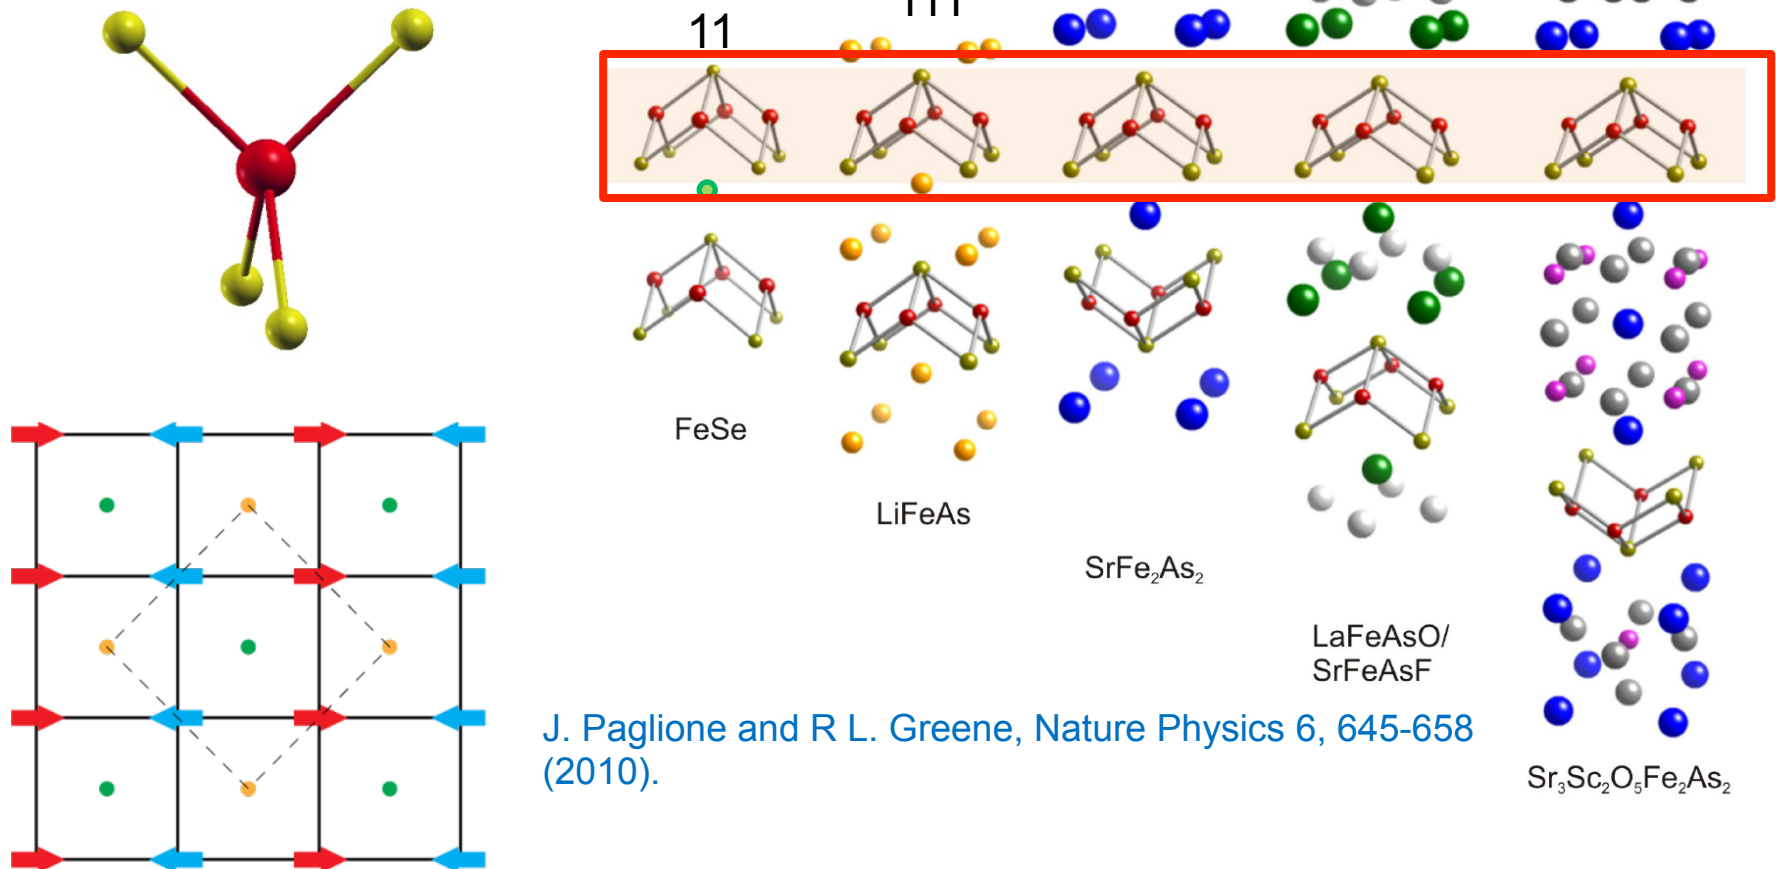 11
FeSe
LiFeAs
SrFe₂As₂
LaFeAsO/
SrFeAsF
J. Paglione and R L. Greene, Nature Physics 6, 645-658
(2010).
Sr₃Sc₂O₅Fe₂As₂